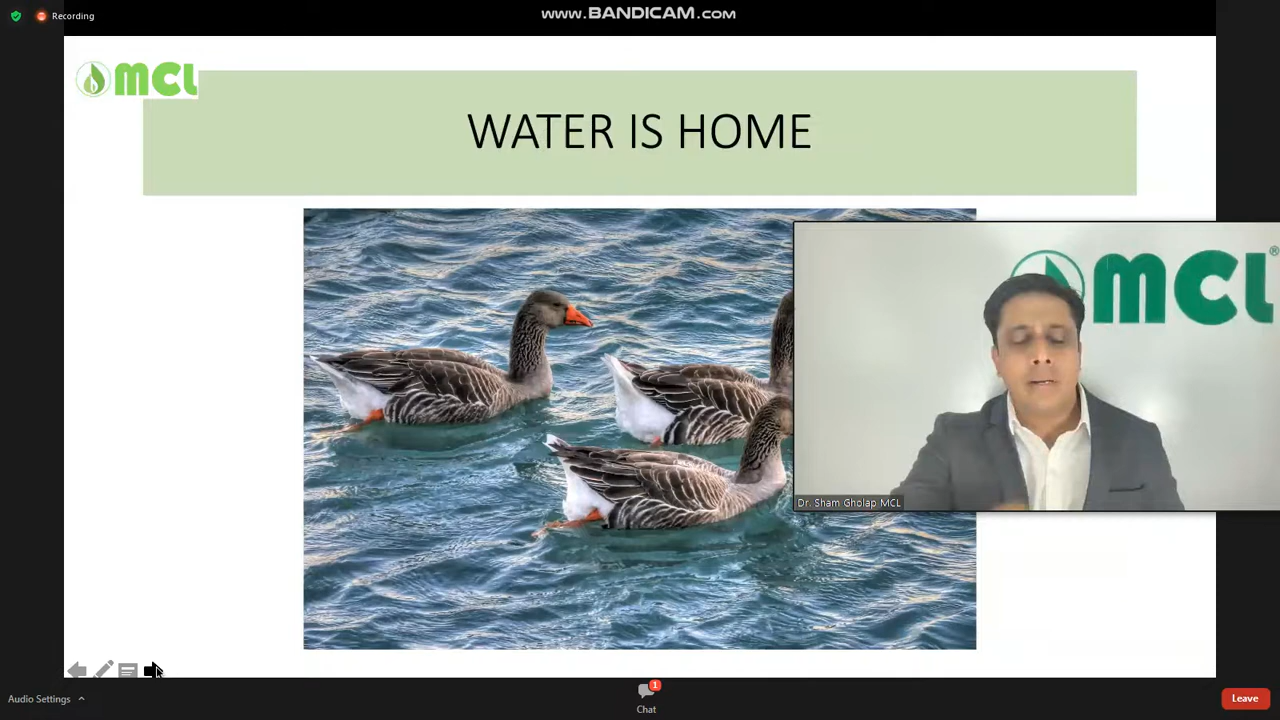 Recording
WWW.BANDICAM.COM
MCL
WATER IS HOME
MCL®
Dr. Sham Gholap MCL
Audio Settings
1
Chat
Leave